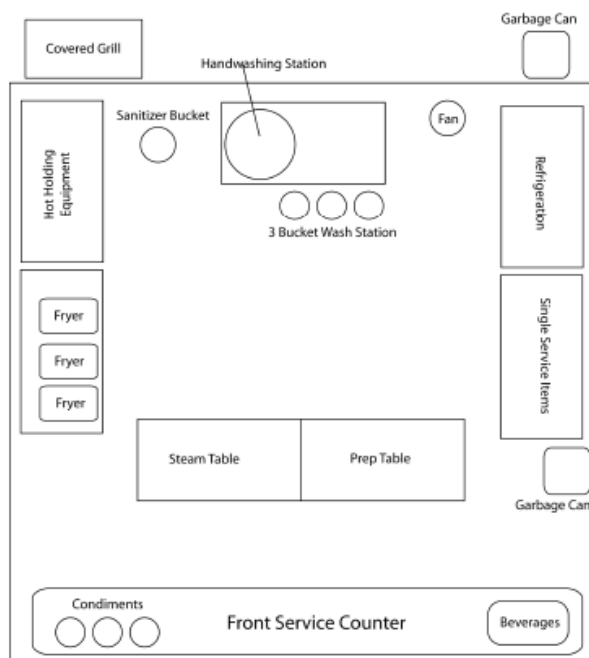 Garbage Can
Covered Grill
Handwashing Station
Sanitizer Bucket
Fan
Hot Holding
Equipment
Refrigeration
3 Bucket Wash Station
Fryer
Fryer
Fryer
Single Service Items
Steam Table
Prep Table
Garbage Can
Condiments
Front Service Counter
Beverages